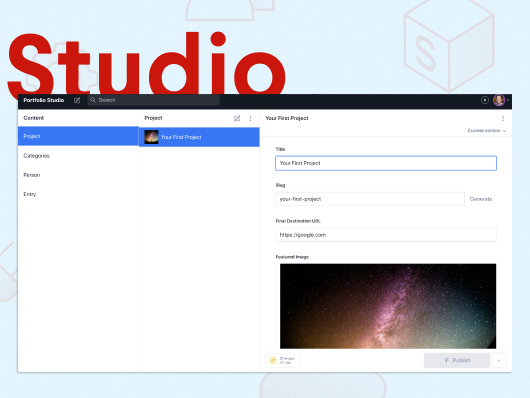 Studio
S
Portfolio Studio
Search
Content
Project
Your First Project
Current version
Project
Categories
Person
Entry
Your First Project
Title
Your First Project
Slug
your-first-project
Generate
Final Destination URL
https://google.com
Featured Image
Changes
Publish